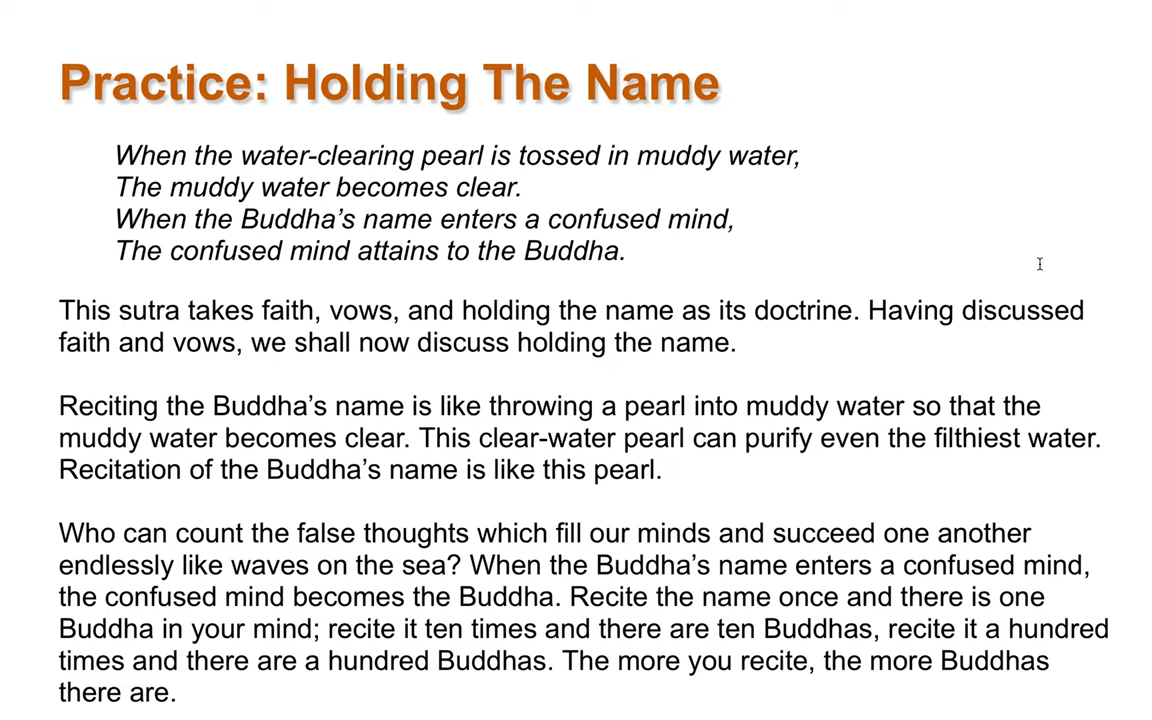 Practice: Holding The Name
When the water-clearing pearl is tossed in muddy water,
The muddy water becomes clear.
When the Buddha’s name enters a confused mind,
The confused mind attains to the Buddha.
This sutra takes faith, vows, and holding the name as its doctrine. Having discussed
faith and vows, we shall now discuss holding the name.
Reciting the Buddha’s name is like throwing a pearl into muddy water so that the
muddy water becomes clear. This clear-water pearl can purify even the filthiest water.
Recitation of the Buddha’s name is like this pearl.
Who can count the false thoughts which fill our minds and succeed one another
endlessly like waves on the sea? When the Buddha’s name enters a confused mind,
the confused mind becomes the Buddha. Recite the name once and there is one
Buddha in your mind; recite it ten times and there are ten Buddhas, recite it a hundred
times and there are a hundred Buddhas. The more you recite, the more Buddhas
there are.